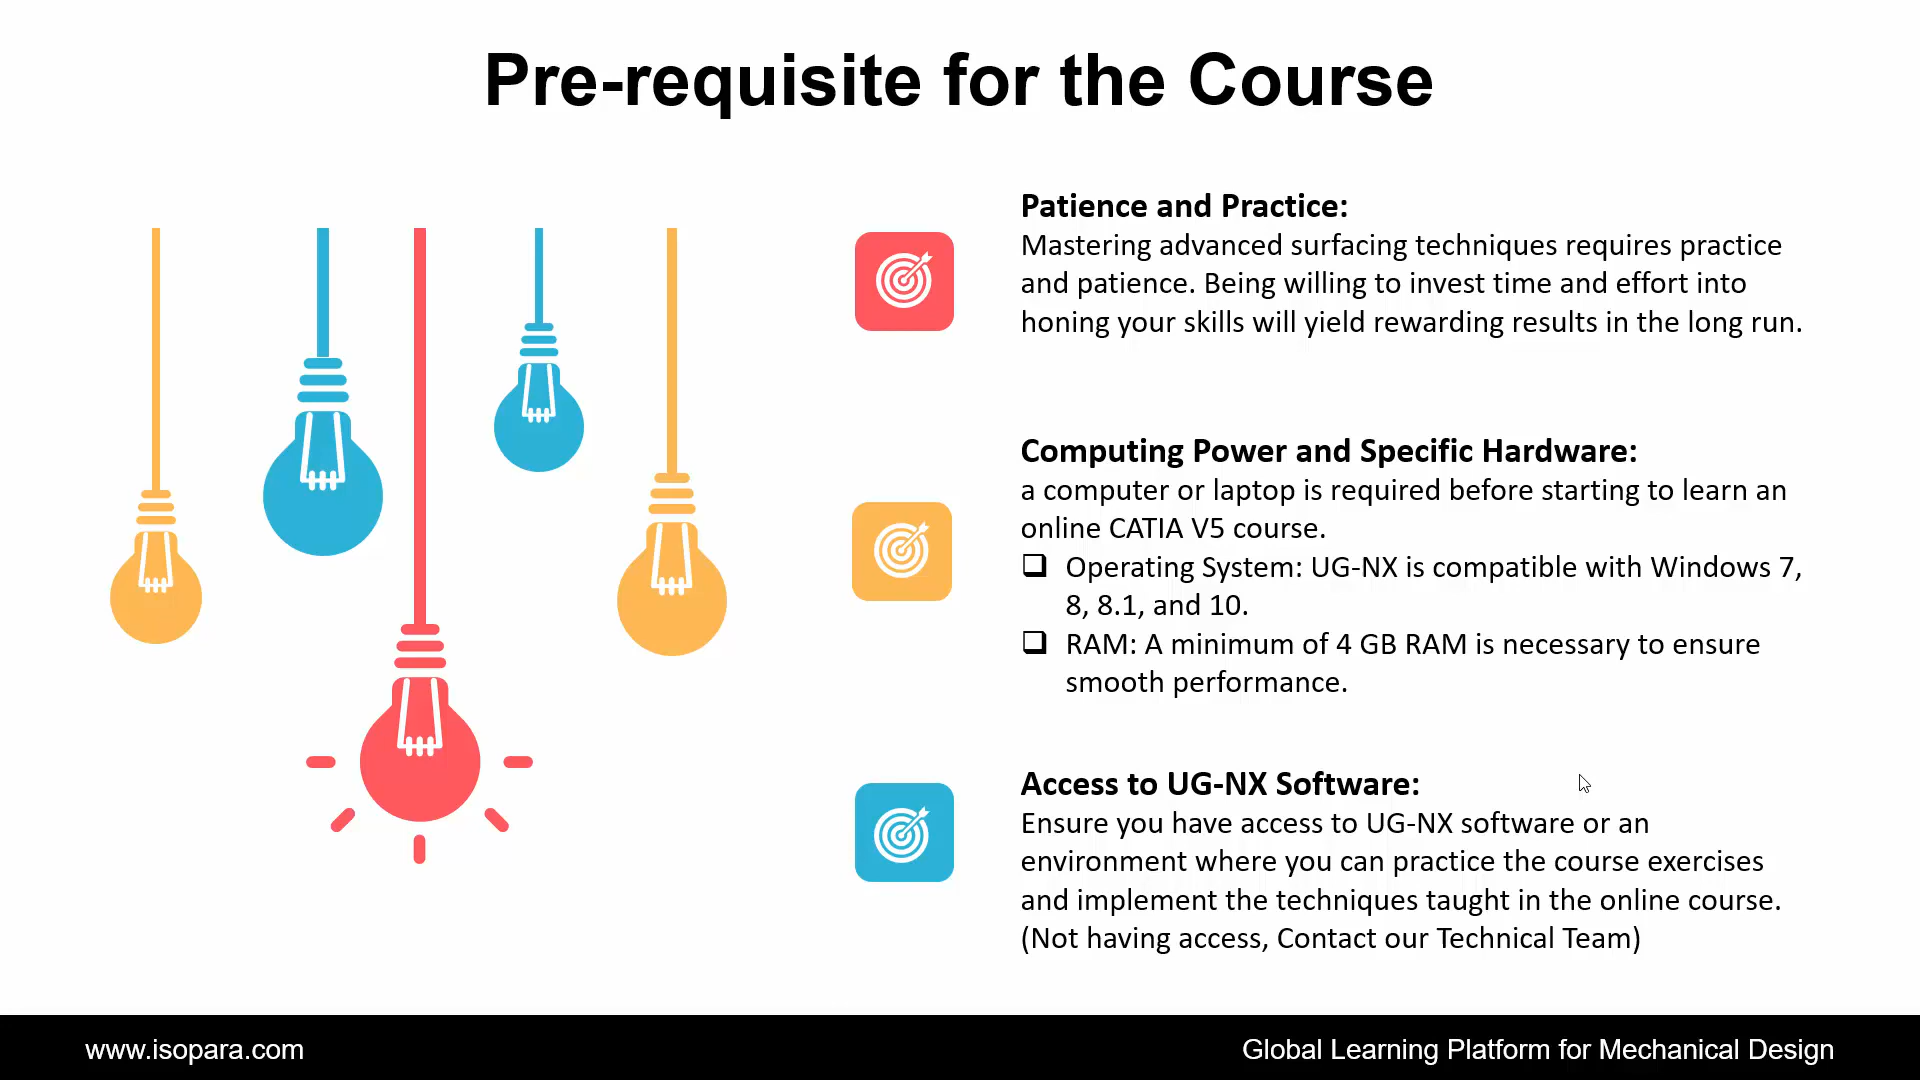 Pre-requisite for the Course
Patience and Practice:
Mastering advanced surfacing techniques requires practice
and patience. Being willing to invest time and effort into
honing your skills will yield rewarding results in the long run.
Computing Power and Specific Hardware:
a computer or laptop is required before starting to learn an
online CATIA V5 course.
❑ Operating System: UG-NX is compatible with Windows 7,
8, 8.1, and 10.
❑ RAM: A minimum of 4 GB RAM is necessary to ensure
smooth performance.
Access to UG-NX Software:
Ensure you have access to UG-NX software or an
environment where you can practice the course exercises
and implement the techniques taught in the online course.
(Not having access, Contact our Technical Team)
www.isopara.com
Global Learning Platform for Mechanical Design